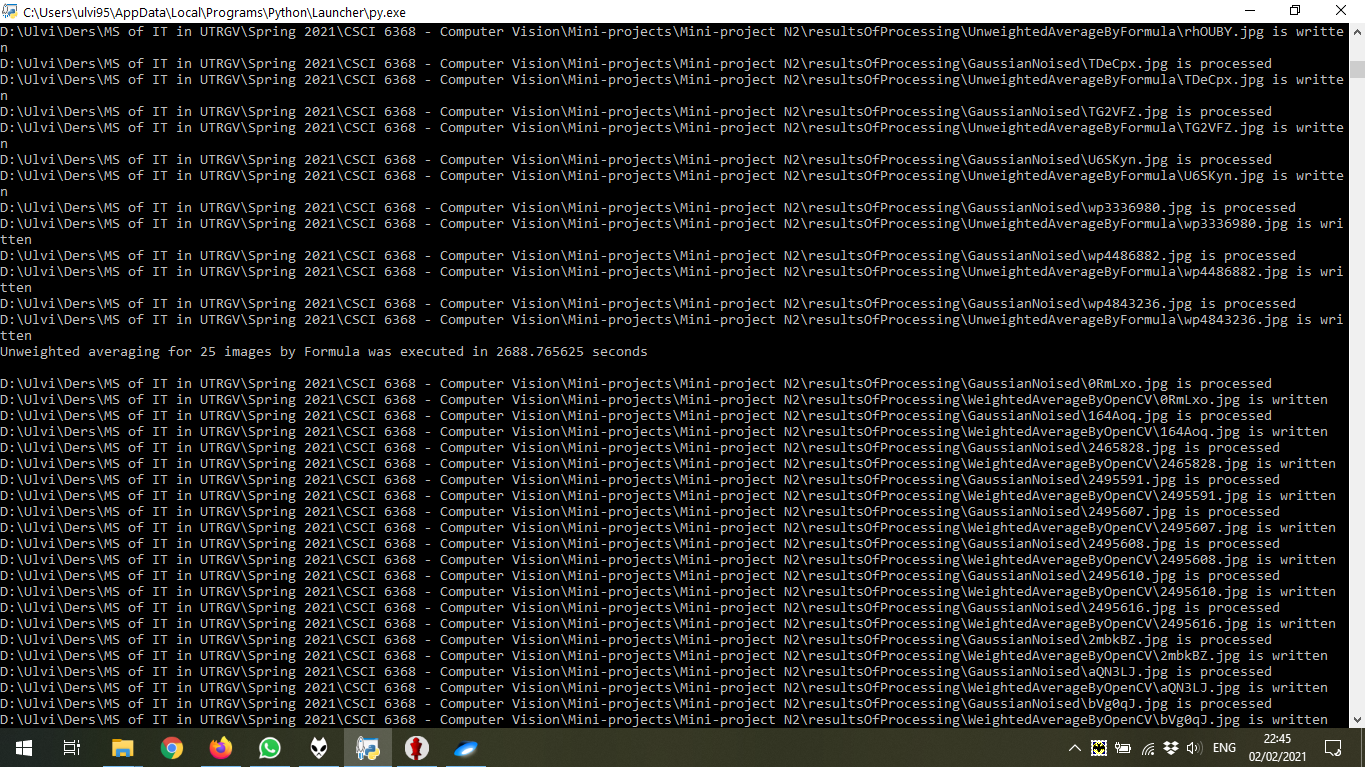 C:\Users\ulvi95\AppData\Local\Programs\Python\Launcher\py.exe
D:\Ulvi\Ders\MS of IT in UTRGV\Spring 2021\CSCI 6368 - Computer Vision\Mini-projects\Mini-project N2\resultsOfProcessing\UnweightedAverageByFormula\rhOUBY.jpg is writte
n
D:\Ulvi\Ders\MS of IT in UTRGV\Spring 2021\CSCI 6368 - Computer Vision\Mini-projects\Mini-project N2\resultsOfProcessing\GaussianNoised\TDeCpx.jpg is processed
D:\Ulvi\Ders\MS of IT in UTRGV\Spring 2021\CSCI 6368 - Computer Vision\Mini-projects\Mini-project N2\resultsOfProcessing\UnweightedAverageByFormula\TDeCpx.jpg is writte
n
D:\Ulvi\Ders\MS of IT in UTRGV\Spring 2021\CSCI 6368 - Computer Vision\Mini-projects\Mini-project N2\resultsOfProcessing\GaussianNoised\TG2VFZ.jpg is processed
D:\Ulvi\Ders\MS of IT in UTRGV\Spring 2021\CSCI 6368 - Computer Vision\Mini-projects\Mini-project N2\resultsOfProcessing\UnweightedAverageByFormula\TG2VFZ.jpg is writte
n
D:\Ulvi\Ders\MS of IT in UTRGV\Spring 2021\CSCI 6368 - Computer Vision\Mini-projects\Mini-project N2\resultsOfProcessing\GaussianNoised\U6SKyn.jpg is processed
D:\Ulvi\Ders\MS of IT in UTRGV\Spring 2021\CSCI 6368 - Computer Vision\Mini-projects\Mini-project N2\resultsOfProcessing\UnweightedAverageByFormula\U6SKyn.jpg is writte
n
D:\Ulvi\Ders\MS of IT in UTRGV\Spring 2021\CSCI 6368 - Computer Vision\Mini-projects\Mini-project N2\resultsOfProcessing\GaussianNoised\wp3336980.jpg is processed
D:\Ulvi\Ders\MS of IT in UTRGV\Spring 2021\CSCI 6368 - Computer Vision\Mini-projects\Mini-project N2\resultsOfProcessing\UnweightedAverageByFormula\wp3336980.jpg is wri
tten
D:\Ulvi\Ders\MS of IT in UTRGV\Spring 2021\CSCI 6368 - Computer Vision\Mini-projects\Mini-project N2\resultsOfProcessing\GaussianNoised\wp4486882.jpg is processed
D:\Ulvi\Ders\MS of IT in UTRGV\Spring 2021\CSCI 6368 - Computer Vision\Mini-projects\Mini-project N2\resultsOfProcessing\UnweightedAverageByFormula\wp4486882.jpg is wri
tten
D:\Ulvi\Ders\MS of IT in UTRGV\Spring 2021\CSCI 6368 - Computer Vision\Mini-projects\Mini-project N2\resultsOfProcessing\GaussianNoised\wp4843236.jpg is processed
D:\Ulvi\Ders\MS of IT in UTRGV\Spring 2021\CSCI 6368 - Computer Vision\Mini-projects\Mini-project N2\resultsOfProcessing\UnweightedAverageByFormula\wp4843236.jpg is wri
tten
Unweighted averaging for 25 images by Formula was executed in 2688.765625 seconds
D:\Ulvi\Ders\MS of IT in UTRGV\Spring 2021\CSCI 6368 - Computer Vision\Mini-projects\Mini-project N2\resultsOfProcessing\GaussianNoised\0RmLxo.jpg is processed
D:\Ulvi\Ders\MS of IT in UTRGV\Spring 2021\CSCI 6368 - Computer Vision\Mini-projects\Mini-project N2\resultsOfProcessing\WeightedAverageByOpenCV\0RmLxo.jpg is written
D:\Ulvi\Ders\MS of IT in UTRGV\Spring 2021\CSCI 6368 - Computer Vision\Mini-projects\Mini-project N2\resultsOfProcessing\GaussianNoised\164Aoq.jpg is processed
D:\Ulvi\Ders\MS of IT in UTRGV\Spring 2021\CSCI 6368 - Computer Vision\Mini-projects\Mini-project N2\resultsOfProcessing\WeightedAverageByOpenCV\164Aoq.jpg is written
D:\Ulvi\Ders\MS of IT in UTRGV\Spring 2021\CSCI 6368 - Computer Vision\Mini-projects\Mini-project N2\resultsOfProcessing\GaussianNoised\2465828.jpg is processed
D:\Ulvi\Ders\MS of IT in UTRGV\Spring 2021\CSCI 6368 - Computer Vision\Mini-projects\Mini-project N2\resultsOfProcessing\WeightedAverageByOpenCV\2465828.jpg is written
D:\Ulvi\Ders\MS of IT in UTRGV\Spring 2021\CSCI 6368 - Computer Vision\Mini-projects\Mini-project N2\resultsOfProcessing\GaussianNoised\2495591.jpg is processed
D:\Ulvi\Ders\MS of IT in UTRGV\Spring 2021\CSCI 6368 - Computer Vision\Mini-projects\Mini-project N2\resultsOfProcessing\WeightedAverageByOpenCV\2495591.jpg is written
D:\Ulvi\Ders\MS of IT in UTRGV\Spring 2021\CSCI 6368 - Computer Vision\Mini-projects\Mini-project N2\resultsOfProcessing\GaussianNoised\2495607.jpg is processed
D:\Ulvi\Ders\MS of IT in UTRGV\Spring 2021\CSCI 6368 - Computer Vision\Mini-projects\Mini-project N2\resultsOfProcessing\WeightedAverageByOpenCV\2495607.jpg is written
D:\Ulvi\Ders\MS of IT in UTRGV\Spring 2021\CSCI 6368 - Computer Vision\Mini-projects\Mini-project N2\resultsOfProcessing\GaussianNoised\2495608.jpg is processed
D:\Ulvi\Ders\MS of IT in UTRGV\Spring 2021\CSCI 6368 - Computer Vision\Mini-projects\Mini-project N2\resultsOfProcessing\WeightedAverageByOpenCV\2495608.jpg is written
D:\Ulvi\Ders\MS of IT in UTRGV\Spring 2021\CSCI 6368 - Computer Vision\Mini-projects\Mini-project N2\resultsOfProcessing\GaussianNoised\2495610.jpg is processed
D:\Ulvi\Ders\MS of IT in UTRGV\Spring 2021\CSCI 6368 - Computer Vision\Mini-projects\Mini-project N2\resultsOfProcessing\WeightedAverageByOpenCV\2495610.jpg is written
D:\Ulvi\Ders\MS of IT in UTRGV\Spring 2021\CSCI 6368 - Computer Vision\Mini-projects\Mini-project N2\resultsOfProcessing\GaussianNoised\2495616.jpg is processed
D:\Ulvi\Ders\MS of IT in UTRGV\Spring 2021\CSCI 6368 - Computer Vision\Mini-projects\Mini-project N2\resultsOfProcessing\WeightedAverageByOpenCV\2495616.jpg is written
D:\Ulvi\Ders\MS of IT in UTRGV\Spring 2021\CSCI 6368 - Computer Vision\Mini-projects\Mini-project N2\resultsOfProcessing\GaussianNoised\2mbkBZ.jpg is processed
D:\Ulvi\Ders\MS of IT in UTRGV\Spring 2021\CSCI 6368 - Computer Vision\Mini-projects\Mini-project N2\resultsOfProcessing\WeightedAverageByOpenCV\2mbkBZ.jpg is written
D:\Ulvi\Ders\MS of IT in UTRGV\Spring 2021\CSCI 6368 - Computer Vision\Mini-projects\Mini-project N2\resultsOfProcessing\GaussianNoised\aQN3LJ.jpg is processed
D:\Ulvi\Ders\MS of IT in UTRGV\Spring 2021\CSCI 6368 - Computer Vision\Mini-projects\Mini-project N2\resultsOfProcessing\WeightedAverageByOpenCV\aQN3LJ.jpg is written
D:\Ulvi\Ders\MS of IT in UTRGV\Spring 2021\CSCI 6368 - Computer Vision\Mini-projects\Mini-project N2\resultsOfProcessing\GaussianNoised\bVg0qJ.jpg is processed
D:\Ulvi\Ders\MS of IT in UTRGV\Spring 2021\CSCI 6368 - Computer Vision\Mini-projects\Mini-project N2\resultsOfProcessing\WeightedAverageByOpenCV\bVg0qJ.jpg is written
ENG
22:45
02/02/2021